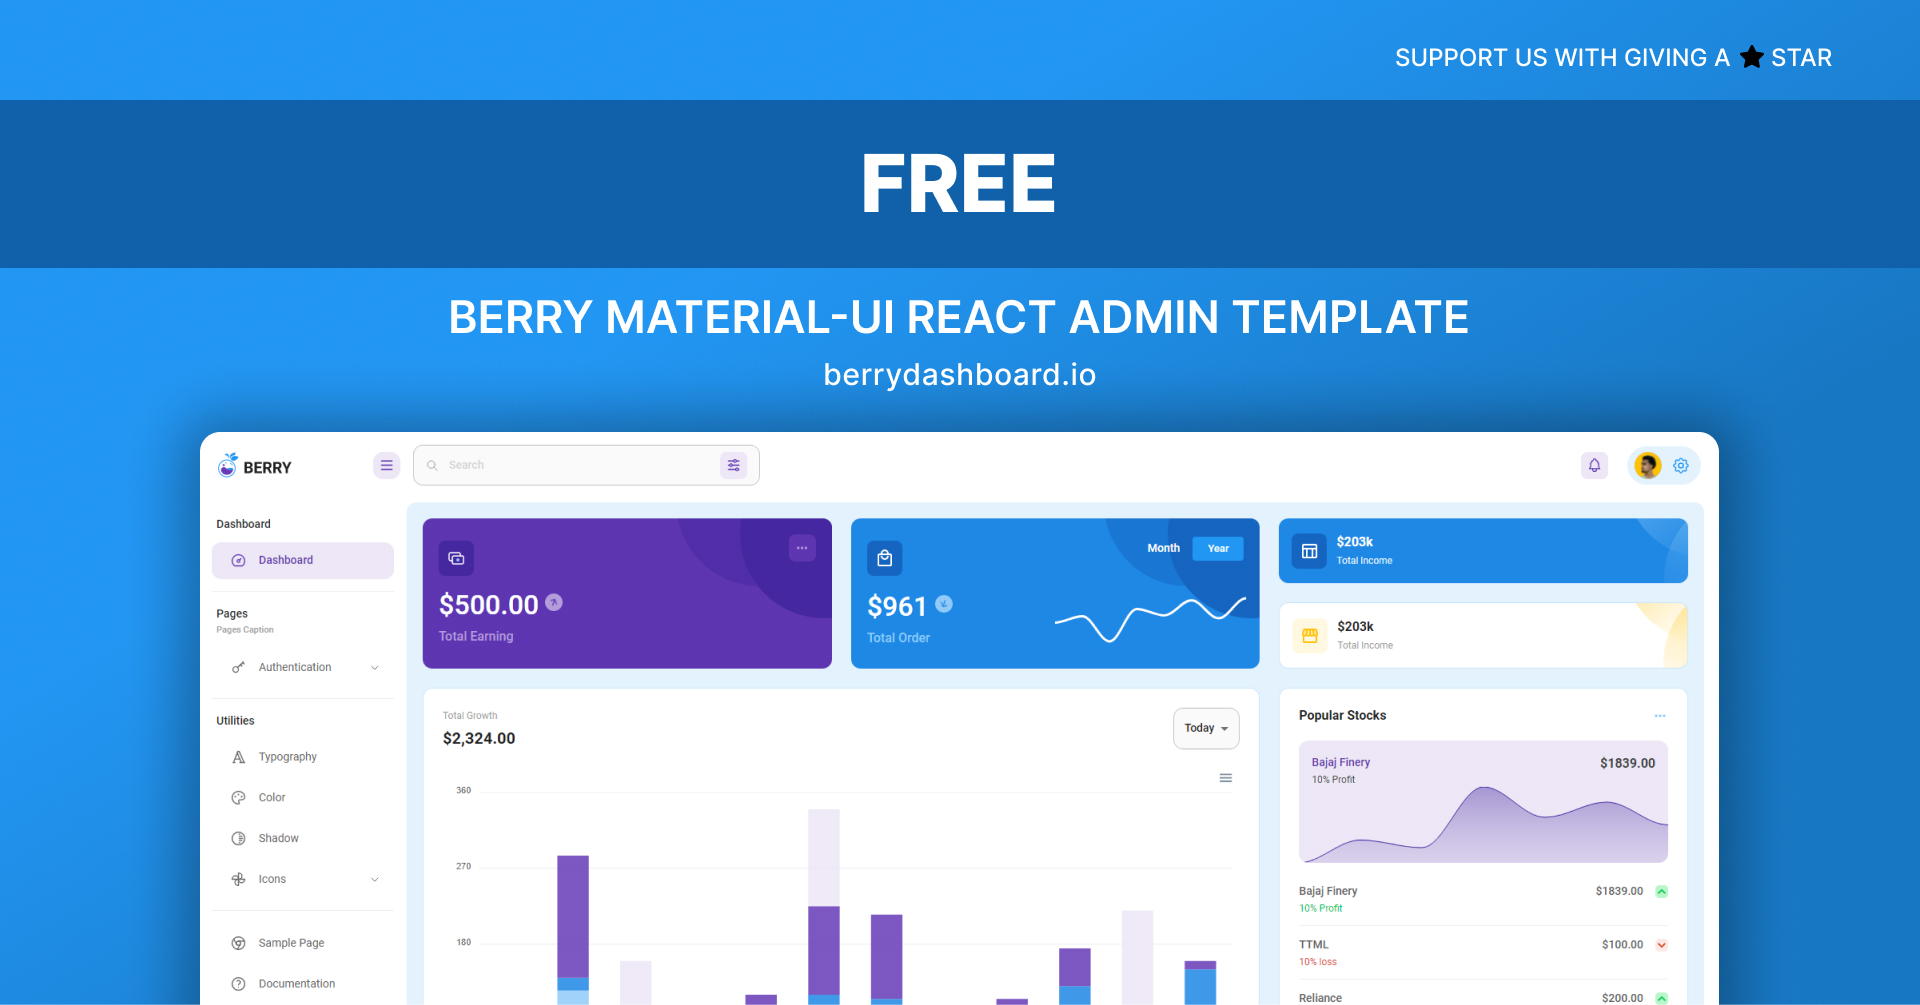 SUPPORT US WITH GIVING A ★ STAR
FREE
BERRY MATERIAL-UI REACT ADMIN TEMPLATE
berrydashboard.io
BERRY
Search
Dashboard
Dashboard
Pages
Pages Caption
Authentication
Utilities
Typography
Color
Shadow
Icons
Sample Page
Documentation
$500.00
Total Earning
Month
Year
$961
Total Order
$203k
Total Income
$203k
Total Income
Total Growth
$2,324.00
Today
360
270
180
Popular Stocks
Bajaj Finery $1839.00
10% Profit
Bajaj Finery $1839.00
10% Profit
TTML $100.00
10% loss
Reliance $200.00